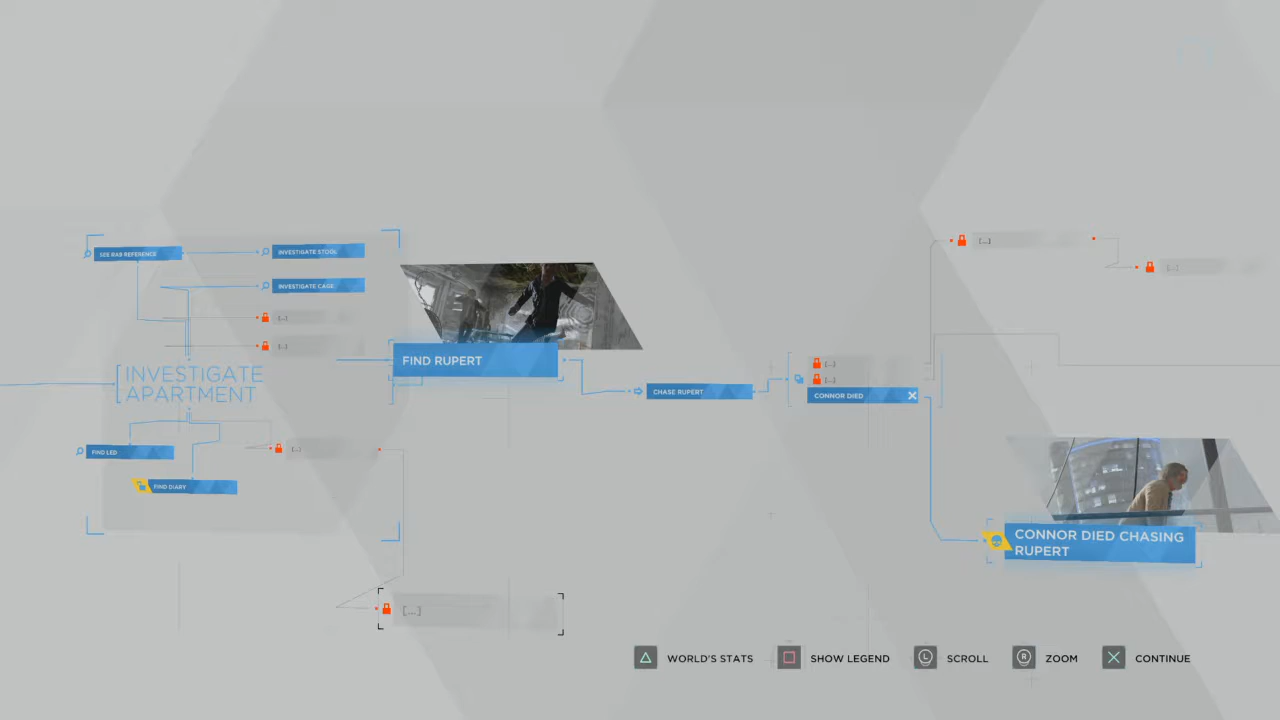 SEE RA9 REFERENCE
INVESTIGATE STOOL
INVESTIGATE CAGE
[...]
[...]
INVESTIGATE
APARTMENT
FIND LED
FIND DIARY
[...]
[...]
FIND RUPERT
CHASE RUPERT
[...]
[...]
CONNOR DIED
[...]
[...]
CONNOR DIED CHASING
RUPERT
WORLD'S STATS
SHOW LEGEND
L SCROLL
R ZOOM
CONTINUE